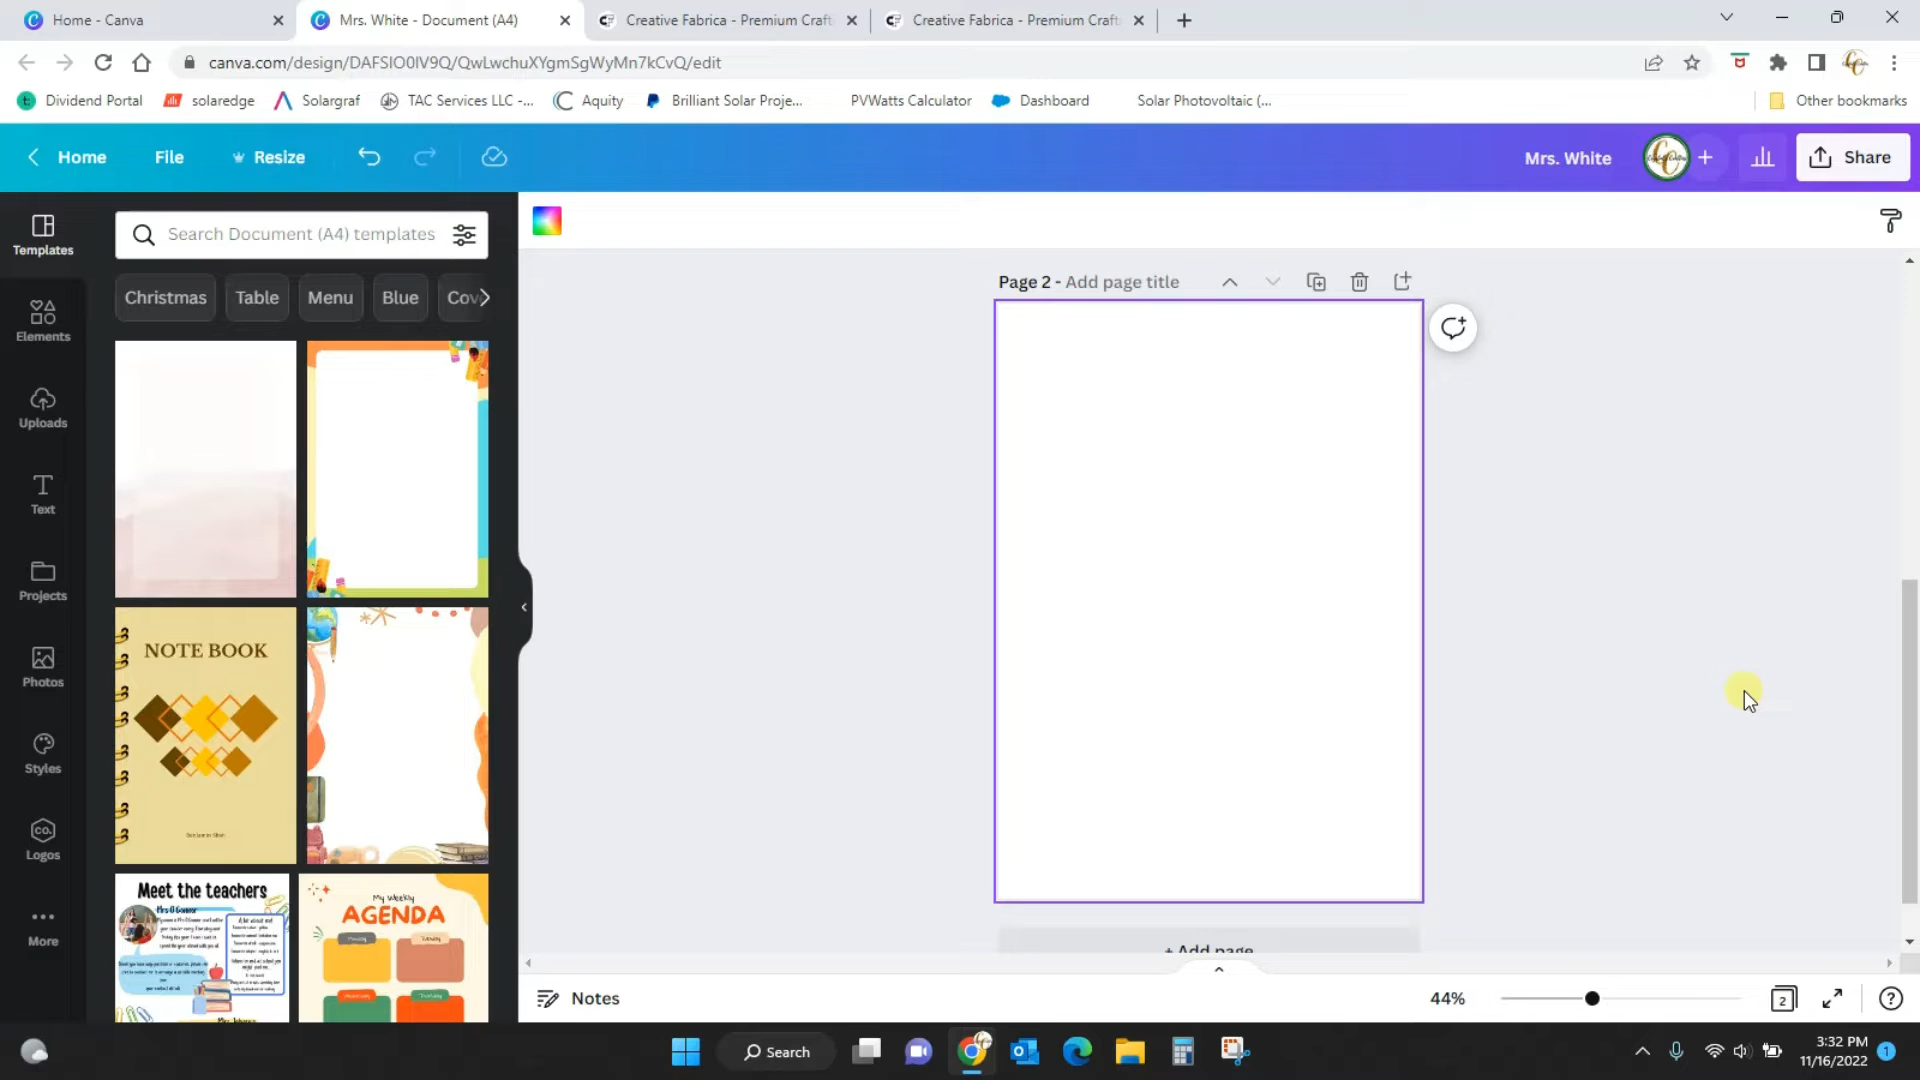 Home - Canva
Mrs. White - Document (A4)
Creative Fabrica - Premium Craft
Creative Fabrica - Premium Craft
canva.com/design/DAFSIO0IV9Q/QwLwchuXYgmSgWyMn7kCvQ/edit
Dividend Portal
solaredge
Solargraf
TAC Services LLC -...
Aquity
Brilliant Solar Proje...
PVWatts Calculator
Dashboard
Solar Photovoltaic (...
Other bookmarks
Home
File
Resize
Mrs. White
Share
Templates
Elements
Uploads
Text
Projects
Photos
Styles
CO.
Logos
More
Search Document (A4) templates
Christmas
Table
Menu
Blue
Cov
NOTE BOOK
Meet the teachers
Mrs O'Connor
My Weekly
AGENDA
Page 2 - Add page title
+ Add page
Notes
44%
2
Search
3:32 PM
11/16/2022
1